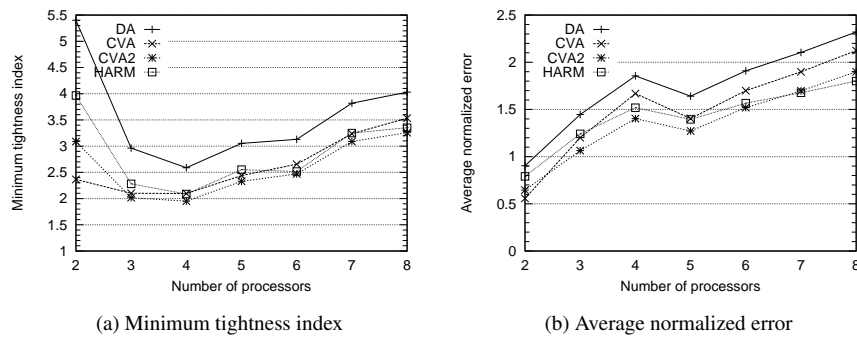 5.5
5
4.5
4
3.5
3
2.5
2
1.5
1
Minimum tightness index
DA
CVA
CVA2
HARM
2 3 4 5 6 7 8
Number of processors
(a) Minimum tightness index
2.5
2
1.5
1
0.5
0
Average normalized error
DA
CVA
CVA2
HARM
2 3 4 5 6 7 8
Number of processors
(b) Average normalized error